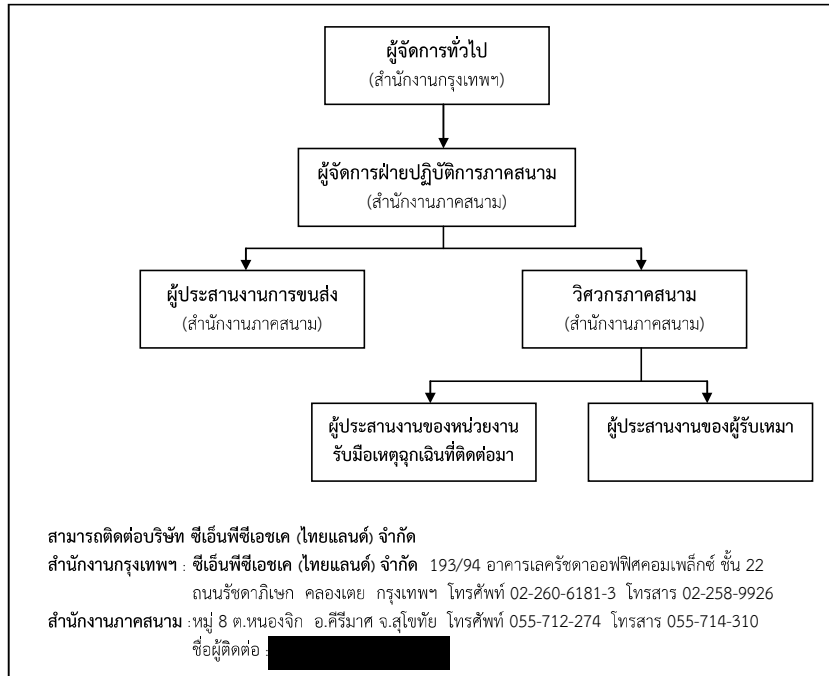 ผู้จัดการทั่วไป
(สำนักงานกรุงเทพฯ)
ผู้จัดการฝ่ายปฏิบัติการภาคสนาม
(สำนักงานภาคสนาม)
ผู้ประสานงานการขนส่ง
(สำนักงานภาคสนาม)
วิศวกรภาคสนาม
(สำนักงานภาคสนาม)
ผู้ประสานงานของหน่วยงาน
รับมือเหตุฉุกเฉินที่ติดต่อมา
ผู้ประสานงานของผู้รับเหมา
สามารถติดต่อบริษัท ซีเอ็นพีซีเอชเค (ไทยแลนด์) จำกัด
สำนักงานกรุงเทพฯ : ซีเอ็นพีซีเอชเค (ไทยแลนด์) จำกัด 193/94 อาคารเลครัชดาออฟฟิศคอมเพล็กซ์ ชั้น 22
ถนนรัชดาภิเษก คลองเตย กรุงเทพฯ โทรศัพท์ 02-260-6181-3 โทรสาร 02-258-9926
สำนักงานภาคสนาม :หมู่ 8 ต.หนองจิก อ.คีรีมาศ จ.สุโขทัย โทรศัพท์ 055-712-274 โทรสาร 055-714-310
ชื่อผู้ติดต่อ :